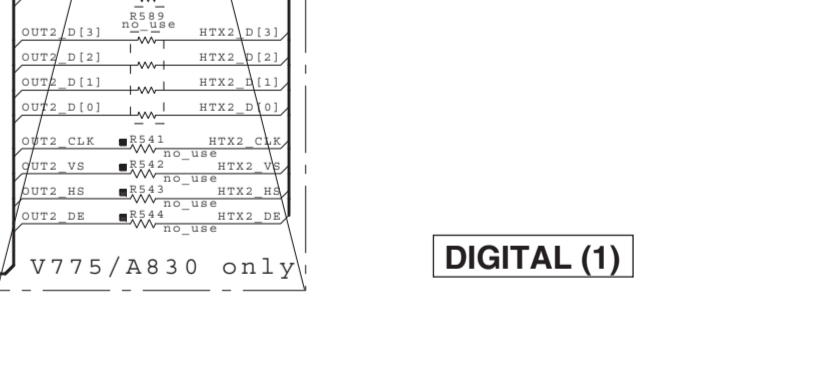 R589
no_use
OUT2_D[3] HTX2_D[3]
OUT2_D[2] HTX2_D[2]
OUT2_D[1] HTX2_D[1]
OUT2_D[0] HTX2_D[0]
OUT2_CLK R541 HTX2_CLK
no_use
OUT2_VS R542 HTX2_VS
no_use
OUT2_HS R543 HTX2_HS
no_use
OUT2_DE R544 HTX2_DE
no_use
V775/A830 only
DIGITAL (1)